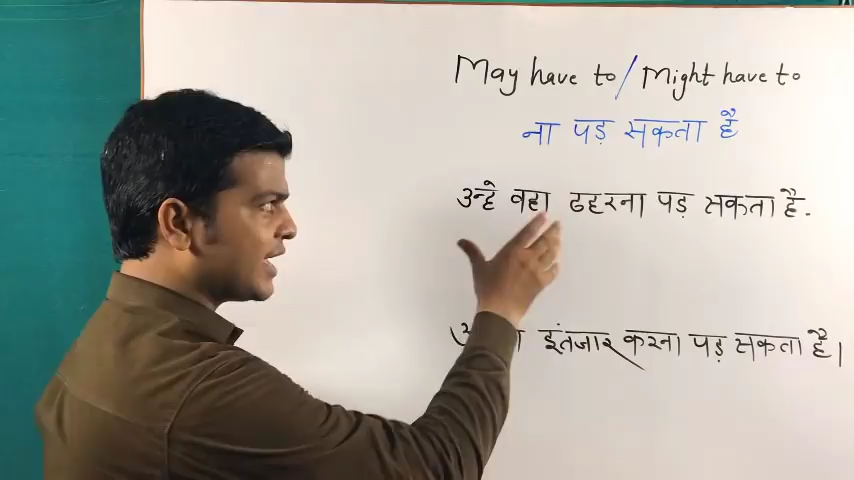 May have to / Might have to
ना पड़ सकता है
उन्हे वहा ठहरना पड़ सकता है.
इंतजार करना पड़ सकता है।